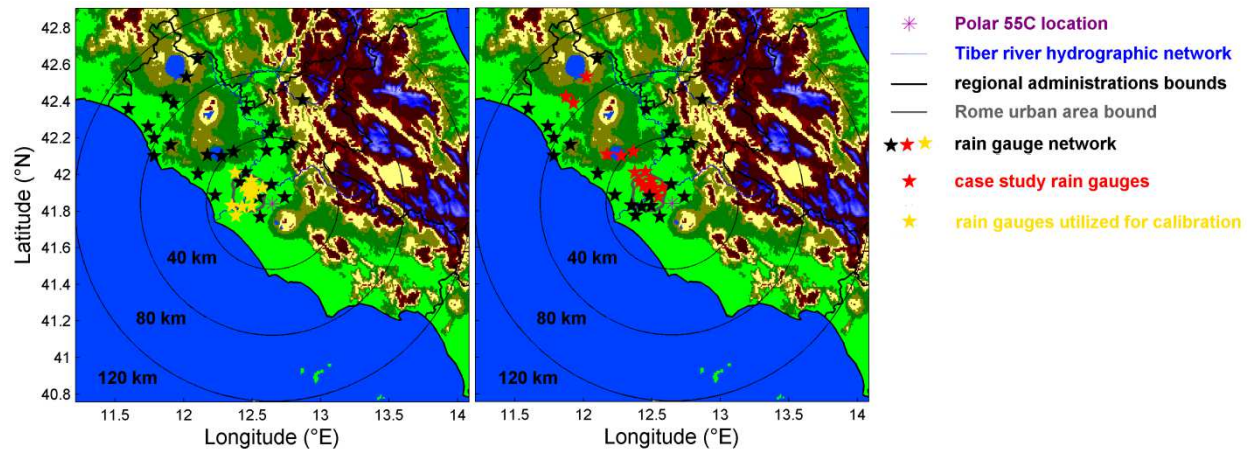 42.8
42.6
42.4
42.2
42
41.8
41.6
41.4
41.2
41
40.8
Latitude (°N)
40 km
80 km
120 km
11.5
12
12.5
13
13.5
14
Longitude (°E)
40 km
80 km
120 km
11.5
12
12.5
13
13.5
14
Longitude (°E)
Polar 55C location
Tiber river hydrographic network
regional administrations bounds
Rome urban area bound
rain gauge network
case study rain gauges
rain gauges utilized for calibration